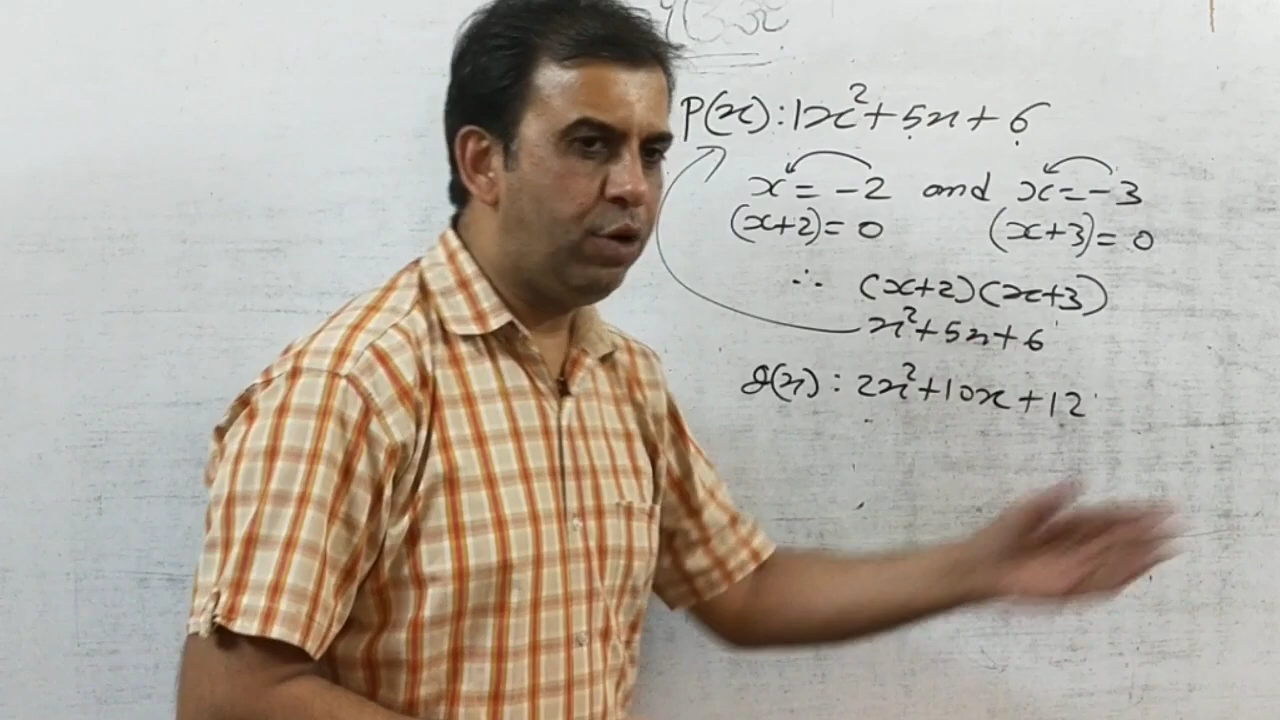 P(x): 1x²+5x+6
x = -2 and x = -3
(x+2)= 0 (x+3)= 0
∴ (x+2)(x+3)
x²+5x+6
g(x) : 2x²+10x+12